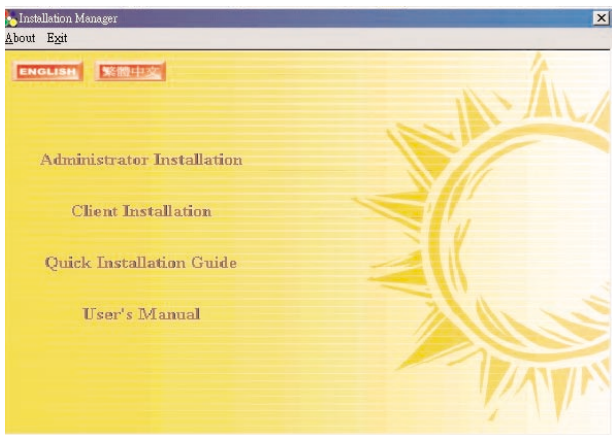 Installation Manager
About Exit
ENGLISH 繁體中文
Administrator Installation
Client Installation
Quick Installation Guide
User's Manual